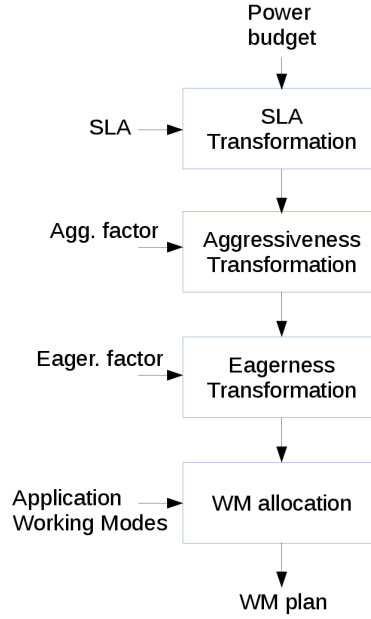 Power
budget
SLA
SLA
Transformation
Agg. factor
Aggressiveness
Transformation
Eager. factor
Eagerness
Transformation
Application
Working Modes
WM allocation
WM plan